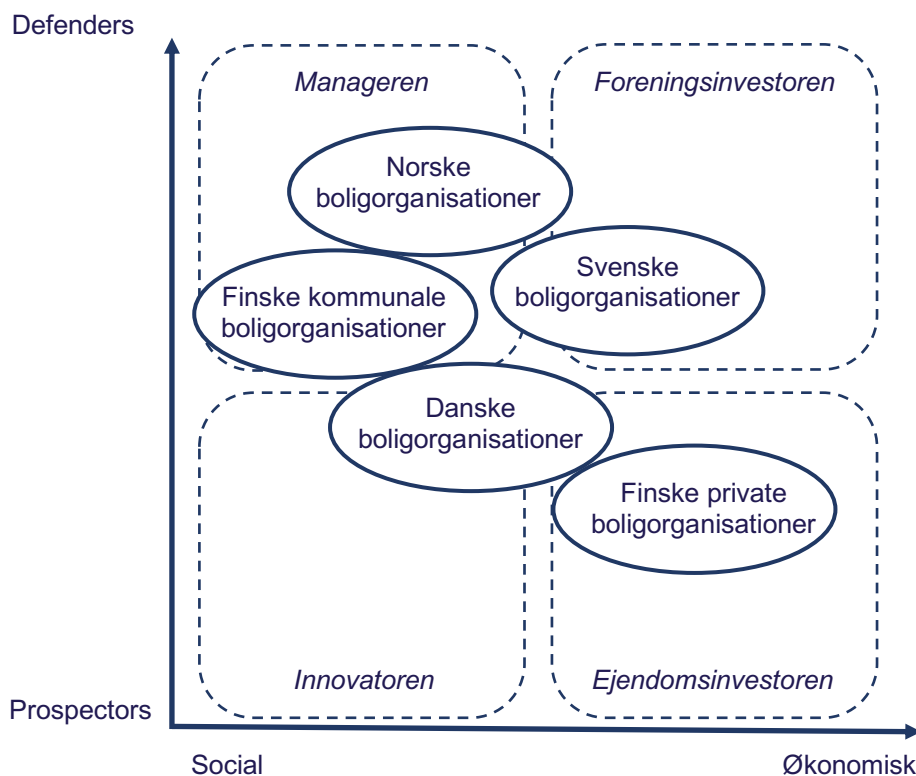 Defenders
Manageren
Foreningsinvestoren
Norske
boligorganisationer
Svenske
boligorganisationer
Finske kommunale
boligorganisationer
Danske
boligorganisationer
Finske private
boligorganisationer
Innovatoren
Ejendomsinvestoren
Prospectors
Social
Økonomisk